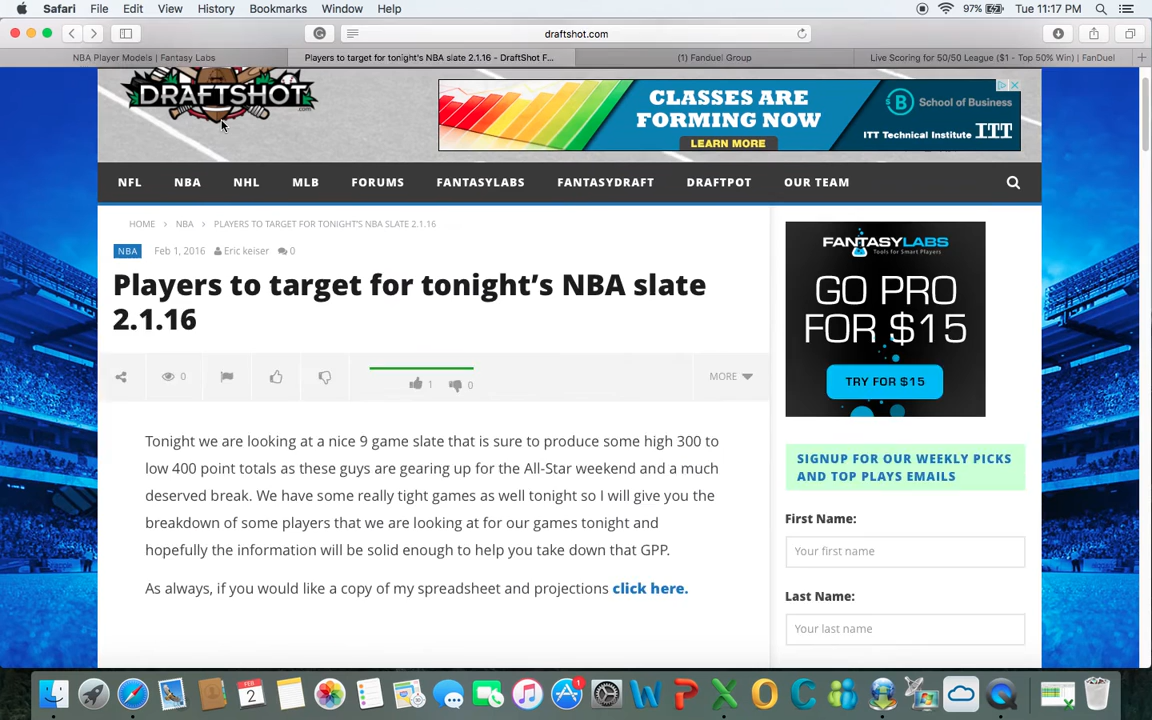 Safari File Edit View History Bookmarks Window Help 97% Tue 11:17 PM
draftshot.com
NBA Player Models | Fantasy Labs
Players to target for tonight's NBA slate 2.1.16 - DraftShot F...
(1) Fanduel Group
Live Scoring for 50/50 League ($1 - Top 50% Win) | FanDuel
DRAFTSHOT
.com
CLASSES ARE
FORMING NOW
LEARN MORE
B School of Business
ITT Technical Institute ITT
NFL NBA NHL MLB FORUMS FANTASYLABS FANTASYDRAFT DRAFTPOT OUR TEAM
HOME > NBA > PLAYERS TO TARGET FOR TONIGHT'S NBA SLATE 2.1.16
NBA Feb 1, 2016 Eric keiser 0
Players to target for tonight's NBA slate
2.1.16
0 1 0 MORE
Tonight we are looking at a nice 9 game slate that is sure to produce some high 300 to
low 400 point totals as these guys are gearing up for the All-Star weekend and a much
deserved break. We have some really tight games as well tonight so I will give you the
breakdown of some players that we are looking at for our games tonight and
hopefully the information will be solid enough to help you take down that GPP.
As always, if you would like a copy of my spreadsheet and projections click here.
FANTASYLABS
Tools for Smart Players
GO PRO
FOR $15
TRY FOR $15
SIGNUP FOR OUR WEEKLY PICKS
AND TOP PLAYS EMAILS
First Name:
Your first name
Last Name:
Your last name
FEB
2
1
W P X O C